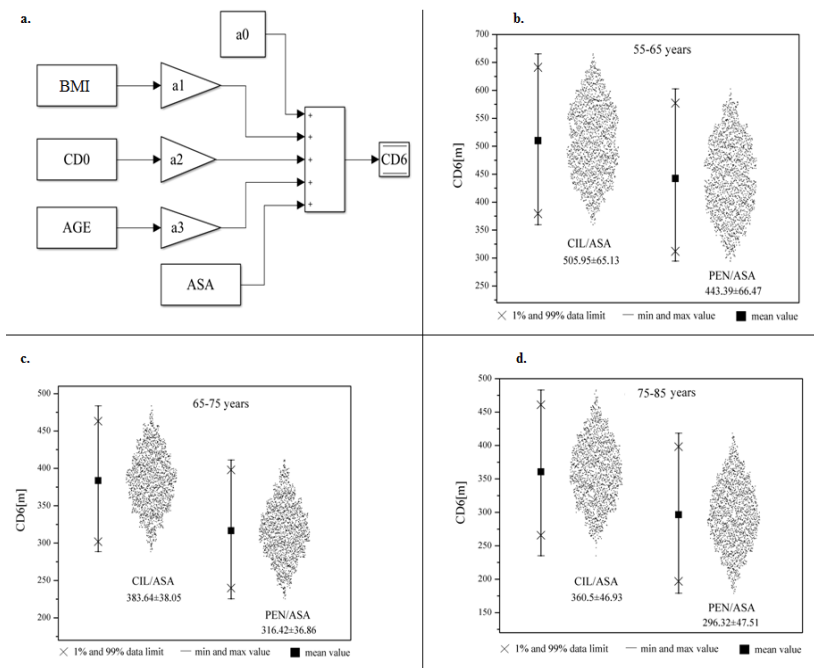 a.
a0
BMI
a1
CD0
a2
AGE
a3
ASA
+
+
+
+
+
CD6
b.
55-65 years
CD6[m]
700
650
600
550
500
450
400
350
300
250
CIL/ASA
505.95±65.13
PEN/ASA
443.39±66.47
1% and 99% data limit
min and max value
mean value
c.
65-75 years
CD6[m]
500
450
400
350
300
250
200
CIL/ASA
383.64±38.05
PEN/ASA
316.42±36.86
1% and 99% data limit
min and max value
mean value
d.
75-85 years
CD6[m]
500
450
400
350
300
250
200
150
CIL/ASA
360.5±46.93
PEN/ASA
296.32±47.51
1% and 99% data limit
min and max value
mean value